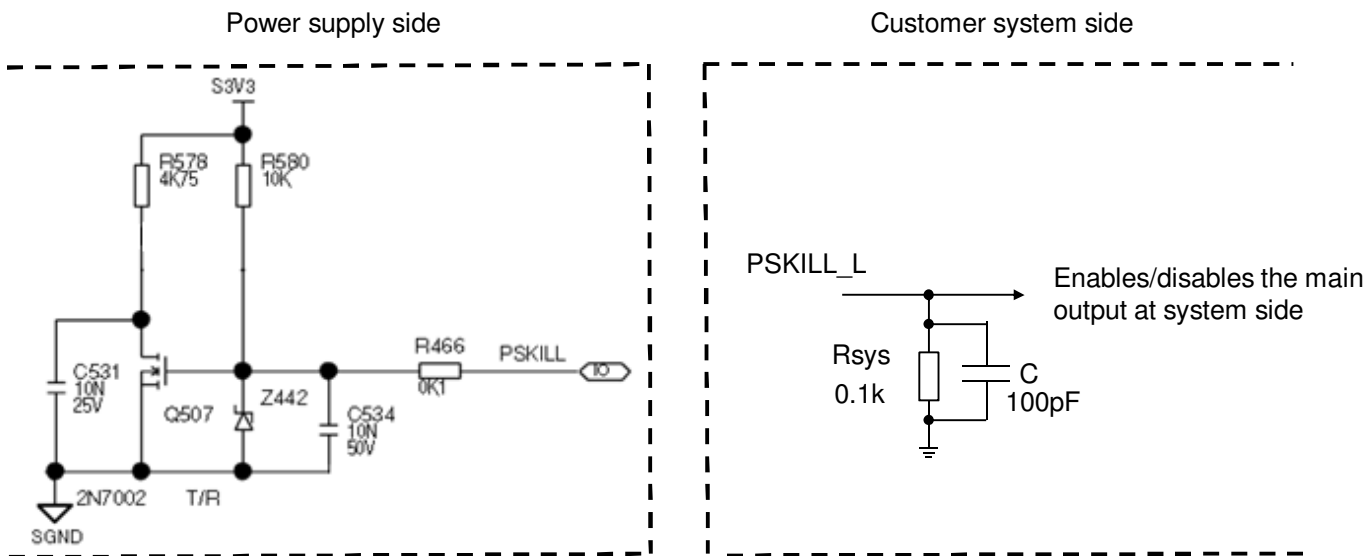 Power supply side
Customer system side
S3V3
R578
4K75
R580
10K
C531
10N
25V
Q507
Z442
C534
10N
50V
R466
0K1
PSKILL
IO
2N7002
T/R
SGND
PSKILL_L
Enables/disables the main
output at system side
Rsys
0.1k
C
100pF